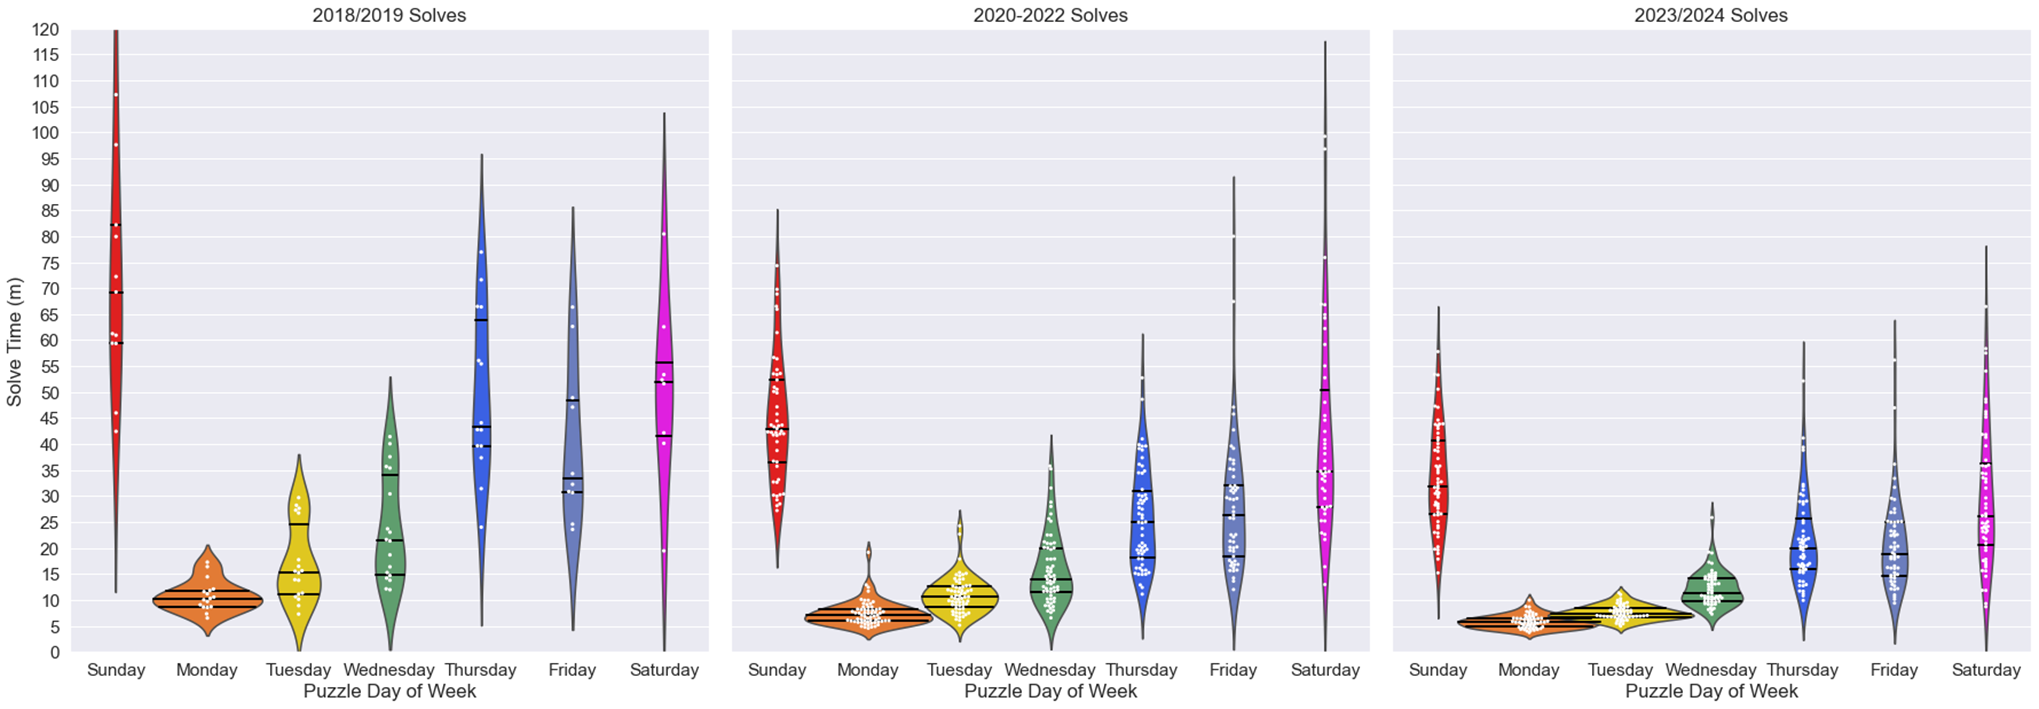 2018/2019 Solves
2020-2022 Solves
2023/2024 Solves
Solve Time (m)
120
115
110
105
100
95
90
85
80
75
70
65
60
55
50
45
40
35
30
25
20
15
10
5
0
Sunday Monday Tuesday Wednesday Thursday Friday Saturday
Puzzle Day of Week
Sunday Monday Tuesday Wednesday Thursday Friday Saturday
Puzzle Day of Week
Sunday Monday Tuesday Wednesday Thursday Friday Saturday
Puzzle Day of Week